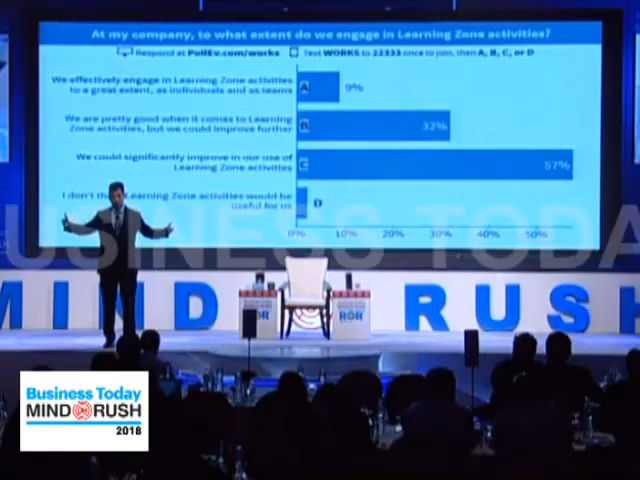 At my company, to what extent do we engage in Learning Zone activities?
Respond at PollEv.com/works Text WORKS to 22333 once to join, then A, B, C, or D
We effectively engage in Learning Zone activities
to a great extent, as individuals and as teams
A 9%
We are pretty good when it comes to Learning
Zone activities, but we could improve further
B 32%
We could significantly improve in our use of
Learning Zone activities
C 57%
I don't Learning Zone activities would be
useful for us
D
0% 10% 20% 30% 40% 50%
BUSINESS TODAY
MIND RUSH
Business Today
MIND RUSH
2018